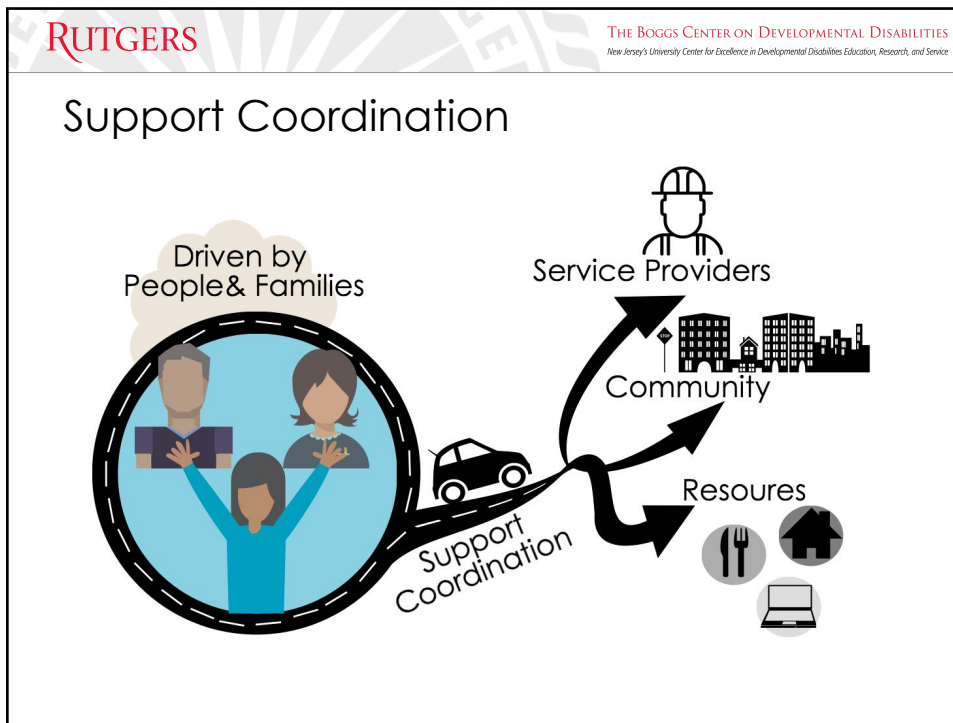 RUTGERS
THE BOGGS CENTER ON DEVELOPMENTAL DISABILITIES
New Jersey's University Center for Excellence in Developmental Disabilities Education, Research, and Service
Support Coordination
Driven by
People& Families
Service Providers
STOP
Community
Resoures
Support
Coordination